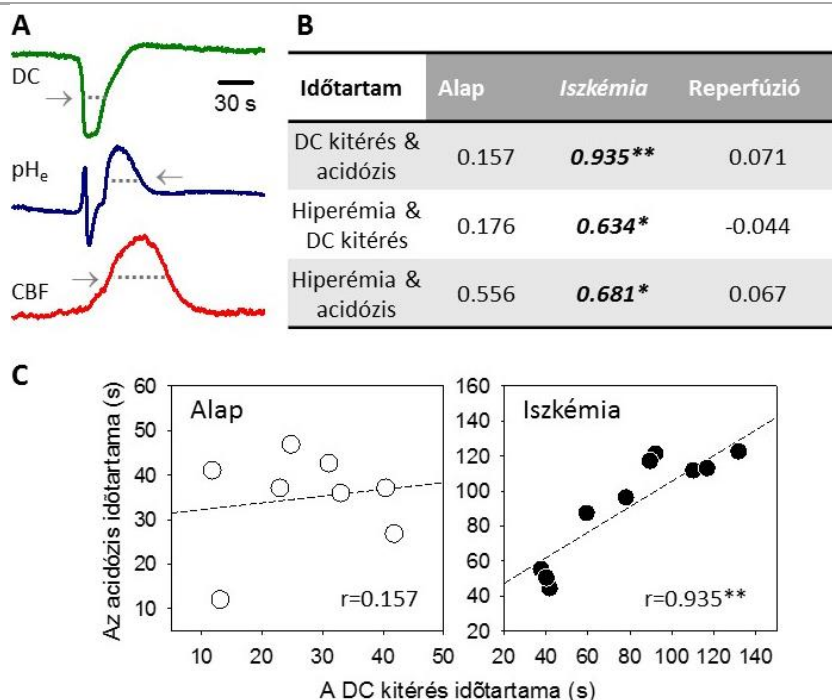 A
DC
30 s
pHe
CBF
B
Időtartam Alap Iszkémia Reperfúzió
DC kitérés &
acidózis 0.157 0.935** 0.071
Hiperémia &
DC kitérés 0.176 0.634* -0.044
Hiperémia &
acidózis 0.556 0.681* 0.067
C
Az acidózis idõtartama (s)
60
50
40
30
20
10
Alap
r=0.157
10 20 30 40 50
160
140
120
100
80
60
40
20
Iszkémia
r=0.935**
20 40 60 80 100 120 140
A DC kitérés idõtartama (s)